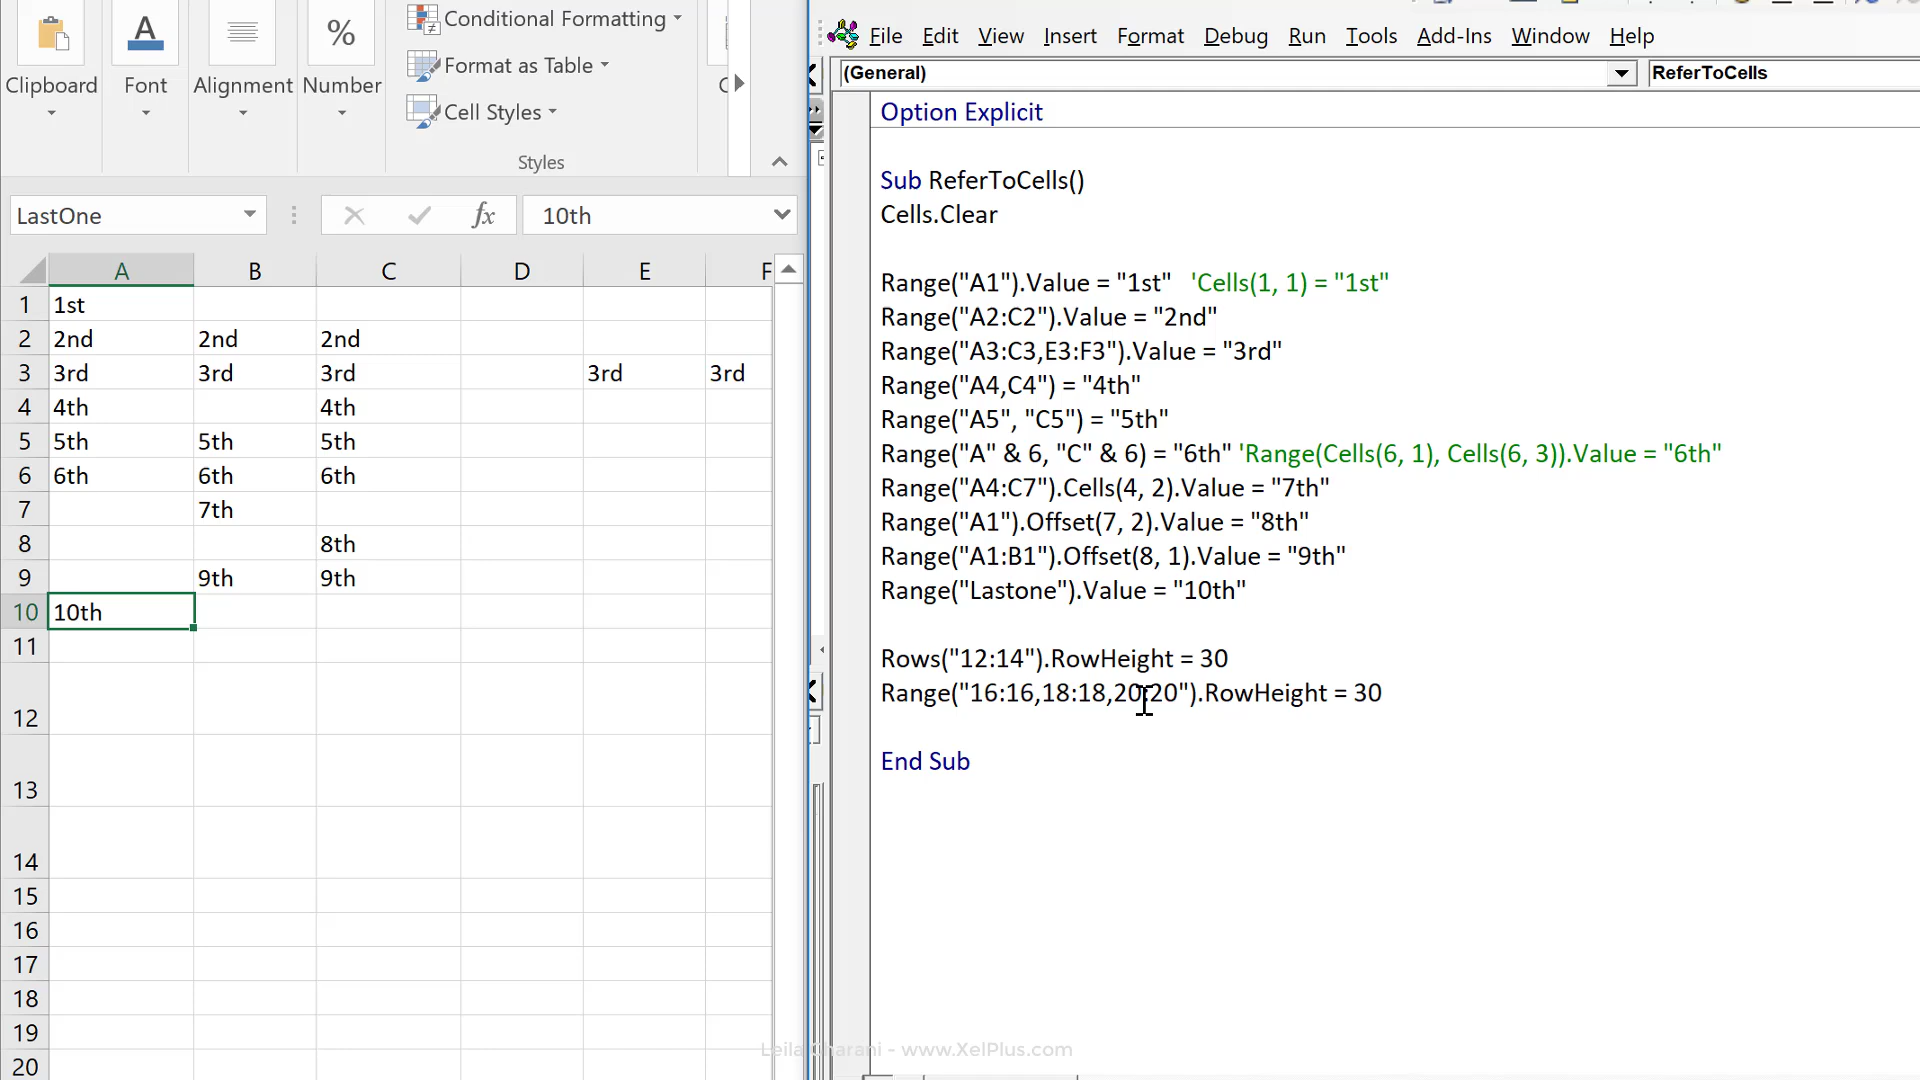 Conditional Formatting
Format as Table
Cell Styles
Clipboard
Font
Alignment
Number
Styles
LastOne
fx
10th
A B C D E F
1 1st
2 2nd 2nd 2nd
3 3rd 3rd 3rd 3rd 3rd
4 4th 4th
5 5th 5th 5th
6 6th 6th 6th
7 7th
8 8th
9 9th 9th
10 10th
11
12
13
14
15
16
17
18
19
20
File Edit View Insert Format Debug Run Tools Add-Ins Window Help
(General)
ReferToCells
Option Explicit
Sub ReferToCells()
Cells.Clear
Range("A1").Value = "1st" 'Cells(1, 1) = "1st"
Range("A2:C2").Value = "2nd"
Range("A3:C3,E3:F3").Value = "3rd"
Range("A4,C4") = "4th"
Range("A5", "C5") = "5th"
Range("A" & 6, "C" & 6) = "6th" 'Range(Cells(6, 1), Cells(6, 3)).Value = "6th"
Range("A4:C7").Cells(4, 2).Value = "7th"
Range("A1").Offset(7, 2).Value = "8th"
Range("A1:B1").Offset(8, 1).Value = "9th"
Range("Lastone").Value = "10th"
Rows("12:14").RowHeight = 30
Range("16:16,18:18,20:20").RowHeight = 30
End Sub
- www.XelPlus.com